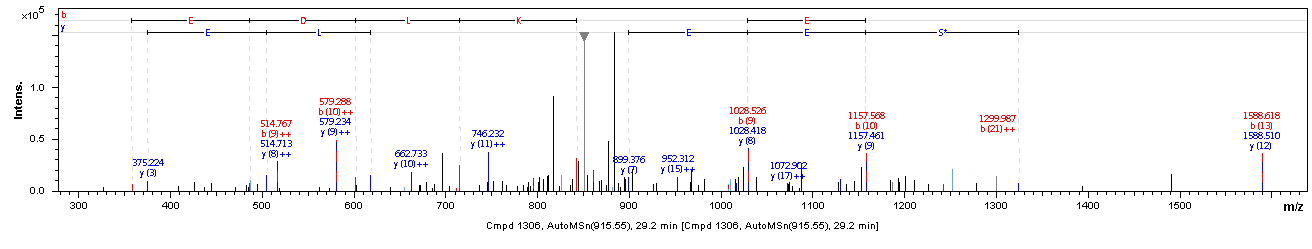 x10^5
b
E D L K E
y
E L E E S*
Intens.
1.0
0.5
0.0
375.224
y (3)
514.767
b (9)++
514.713
y (8)++
579.288
b (10)++
579.234
y (9)++
662.733
y (10)++
746.232
y (11)++
899.376
y (7)
952.312
y (15)++
1028.526
b (9)
1028.418
y (8)
1072.902
y (17)++
1157.568
b (10)
1157.461
y (9)
1299.987
b (21)++
1588.618
b (13)
1588.510
y (12)
300 400 500 600 700 800 900 1000 1100 1200 1300 1400 1500 m/z
Cmpd 1306, AutoMSn(915.55), 29.2 min [Cmpd 1306, AutoMSn(915.55), 29.2 min]